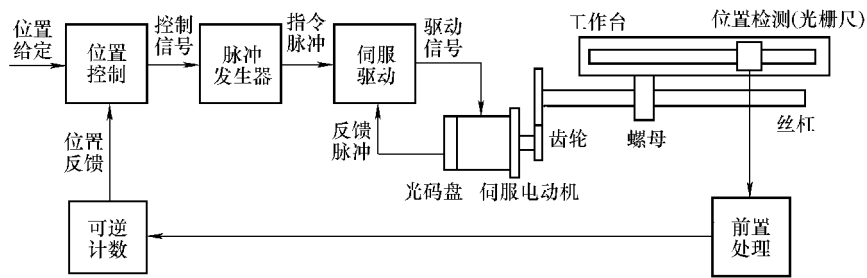 位置
给定
位置
控制
控制
信号
脉冲
发生器
指令
脉冲
伺服
驱动
驱动
信号
工作台
位置检测(光栅尺)
位置
反馈
反馈
脉冲
齿轮
螺母
丝杠
光码盘
伺服电动机
可逆
计数
前置
处理